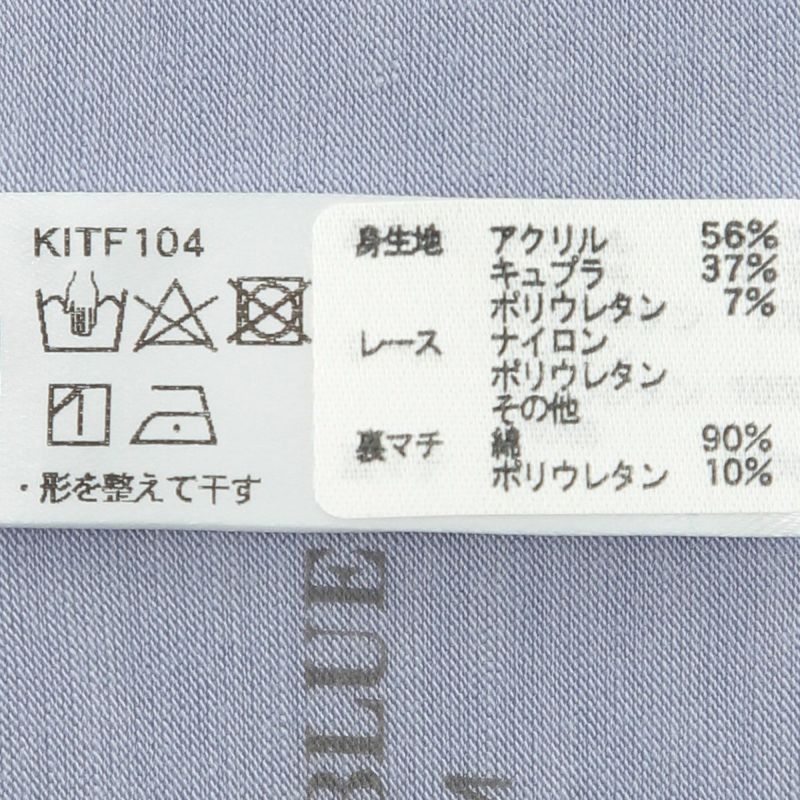 KITF104
・形を整えて干す
身生地 アクリル 56%
キュプラ 37%
ポリウレタン 7%
レース ナイロン
ポリウレタン
その他
裏マチ 綿 90%
ポリウレタン 10%
BLUE